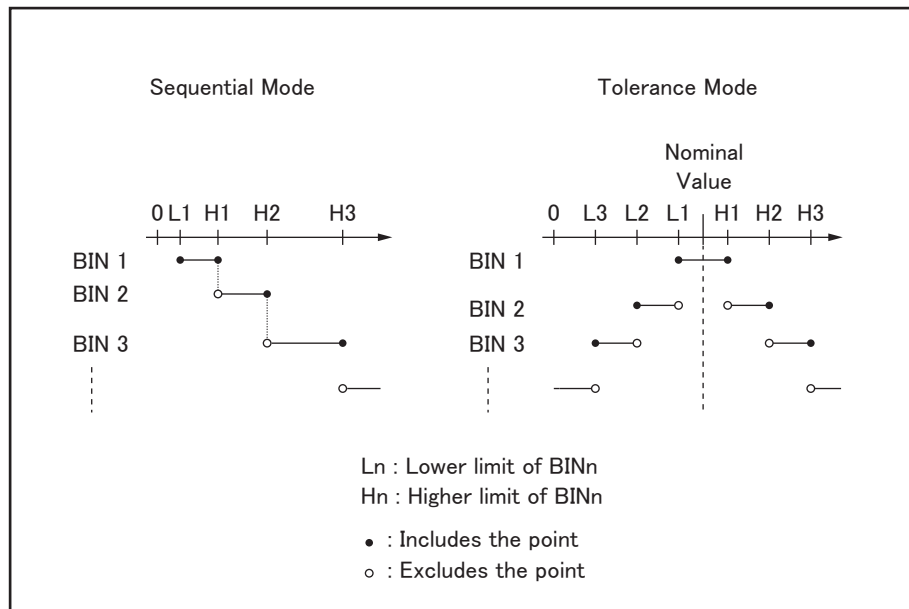 Sequential Mode
Tolerance Mode
Nominal
Value
0 L1 H1 H2 H3
0 L3 L2 L1 H1 H2 H3
BIN 1
BIN 2
BIN 3
BIN 1
BIN 2
BIN 3
Ln : Lower limit of BINn
Hn : Higher limit of BINn
: Includes the point
: Excludes the point